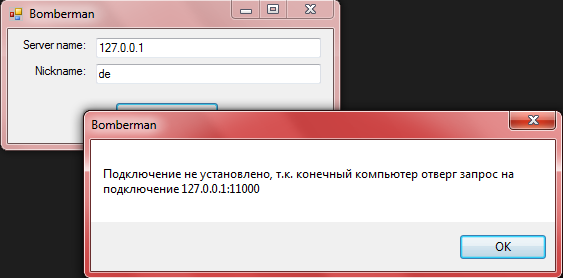 Bomberman
Server name: 127.0.0.1
Nickname: de
Bomberman
Подключение не установлено, т.к. конечный компьютер отверг запрос на
подключение 127.0.0.1:11000
OK